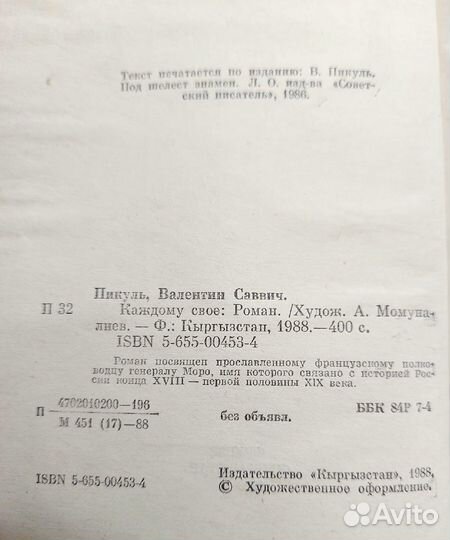 Текст печатается по изданию: В. Пикуль.
Под шелест знамен. Л. О. изд-ва «Совет-
ский писатель», 1986.
Пикуль, Валентин Саввич.
П 32 Каждому свое: Роман. /Худож. А. Момуна-
лиев. — Ф.: Кыргызстан, 1988.—400 с.
ISBN 5-655-00453-4
Роман посвящен прославленному французскому полко-
водцу генералу Моро, имя которого связано с историей Рос-
сии конца XVIII — первой половины XIX века.
П 4702010200—196
М 451 (17)—88
без объявл. ББК 84Р 7-4
ISBN 5-655-00453-4
Издательство «Кыргызстан», 1988.
© Художественное оформление.
Avito